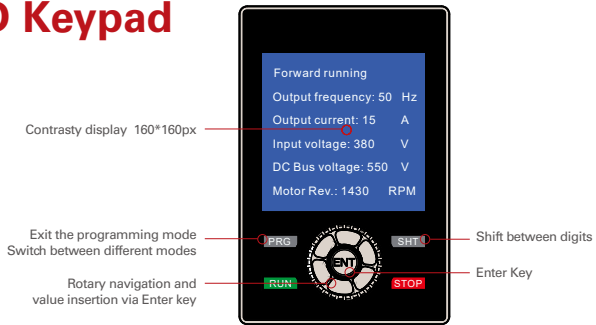 D Keypad
Forward running
Output frequency: 50 Hz
Output current: 15 A
Input voltage: 380 V
DC Bus voltage: 550 V
Motor Rev.: 1430 RPM
Contrasty display 160*160px
Exit the programming mode
Switch between different modes
PRG
SHT
Shift between digits
ENT
Enter Key
Rotary navigation and
value insertion via Enter key
RUN
STOP